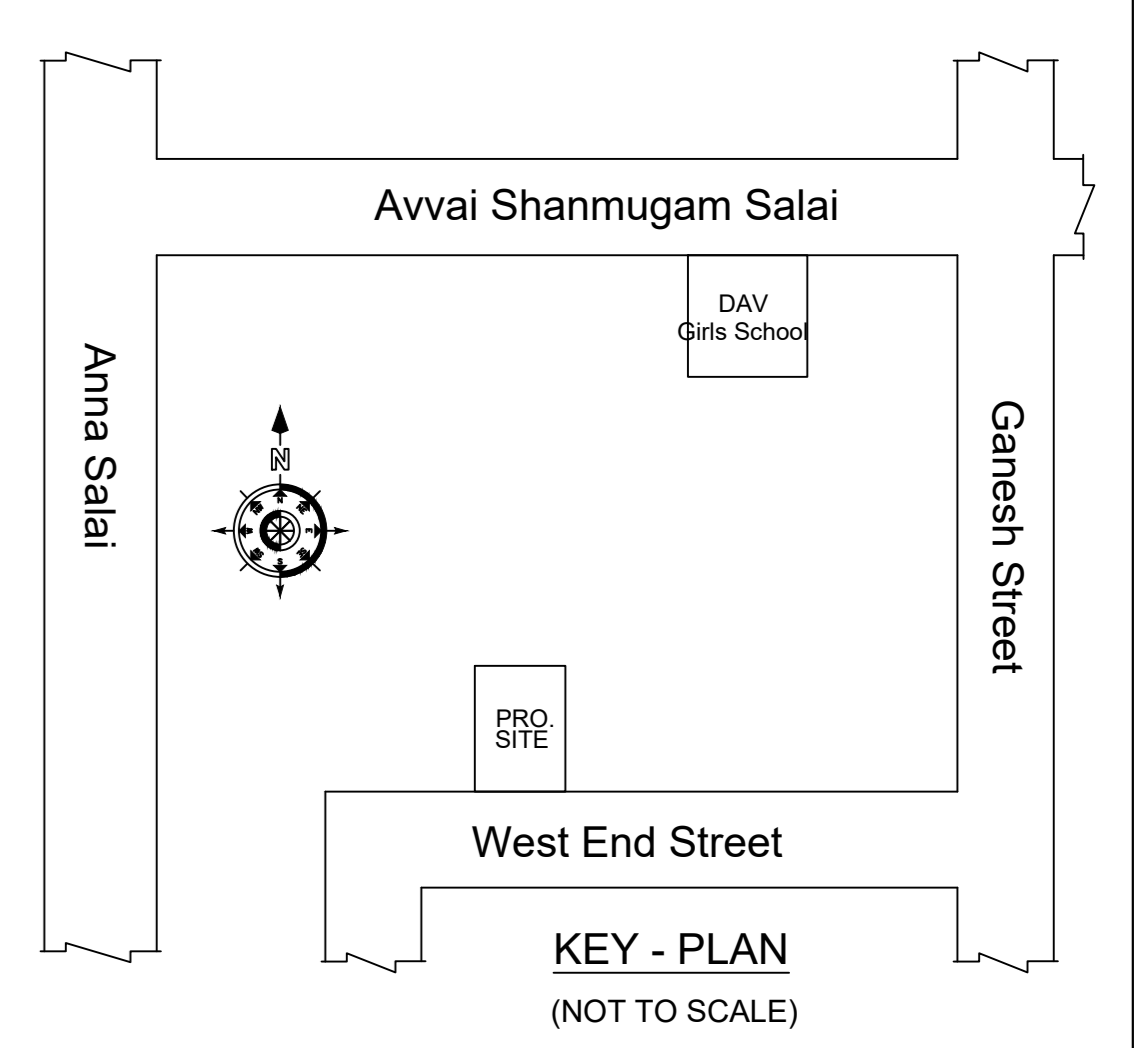 Avvai Shanmugam Salai
DAV
Girls School
Anna Salai
Ganesh Street
N
N
NE
E
S
W
PRO.
SITE
West End Street
KEY - PLAN
(NOT TO SCALE)